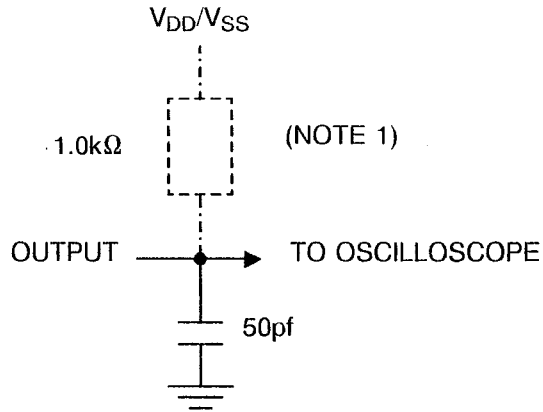 VDD/VSS
1.0kΩ
(NOTE 1)
OUTPUT
TO OSCILLOSCOPE
50pf